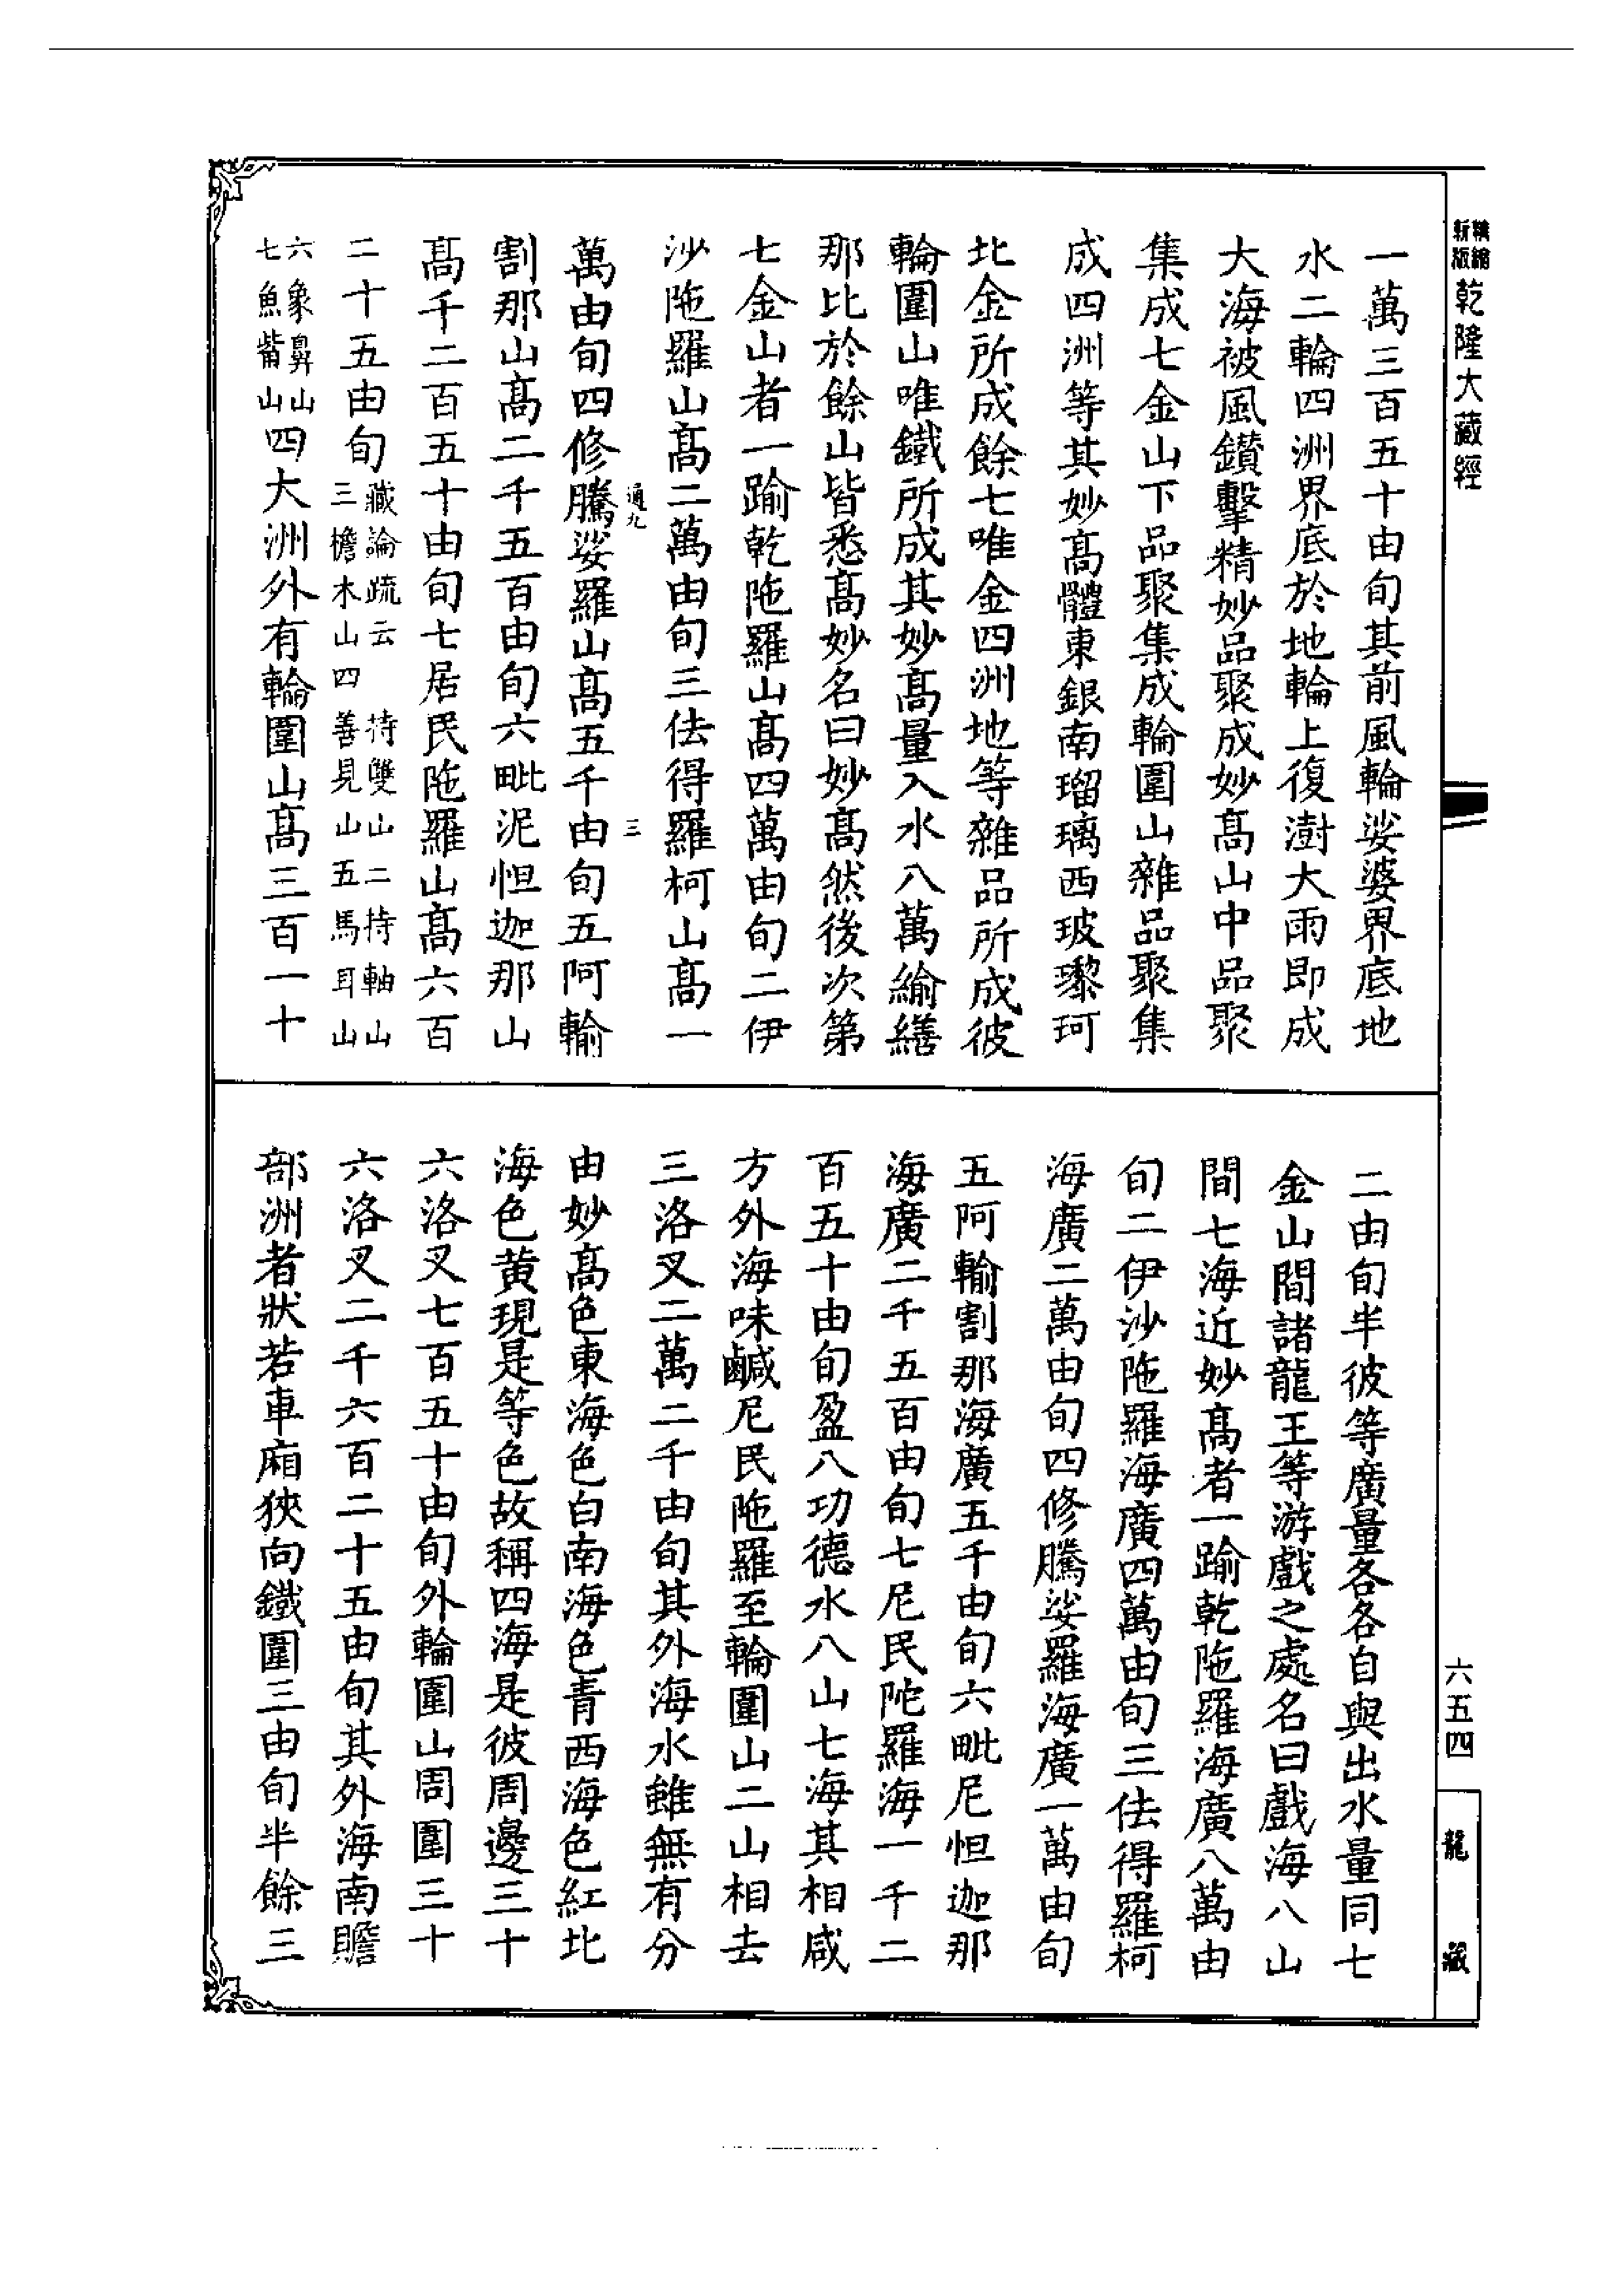 精縮新版 乾隆大藏經
一萬三百五十由旬其前風輪娑婆界底地
水二輪四洲界底於地輪上復澍大雨即成
大海被風鑽擊精妙品聚成妙髙山中品聚
集成七金山下品聚集成輪圍山雜品聚集
成四洲等其妙髙體東銀南瑠璃西玻瓈珂
北金所成餘七唯金四洲地等雜品所成彼
輪圍山唯鐵所成其妙髙量入水八萬綸繕
那比於餘山皆悉髙妙名曰妙髙然後次第
七金山者一踰乾陁羅山髙四萬由旬二伊
沙陁羅山髙二萬由旬三佉得羅柯山髙一
通九 三
萬由旬四修騰娑羅山髙五千由旬五阿輸
割那山髙二千五百由旬六毗泥怛迦那山
髙千二百五十由旬七居民陁羅山髙六百
二十五由旬藏論疏云 持雙山二持軸山三檐木山四善見山五馬耳山
六象鼻山七魚觜山四大洲外有輪圍山髙三百一十
二由旬半彼等廣量各各自與出水量同七
金山間諸龍王等游戲之處名曰戲海八山
間七海近妙髙者一踰乾陁羅海廣八萬由
旬二伊沙陁羅海廣四萬由旬三佉得羅柯
海廣二萬由旬四修騰娑羅海廣一萬由旬
五阿輸割那海廣五千由旬六毗尼怛迦那
海廣二千五百由旬七尼民陀羅海一千二
百五十由旬盈八功德水八山七海其相咸
方外海味鹹尼民陁羅至輪圍山二山相去
三洛叉二萬二千由旬其外海水雖無有分
由妙髙色東海色白南海色青西海色紅北
海色黄現是等色故稱四海是彼周邊三十
六洛叉七百五十由旬外輪圍山周圍三十
六洛叉二千六百二十五由旬其外海南贍
部洲者狀若車廂狹向鐵圍三由旬半餘三
六五四
龍藏